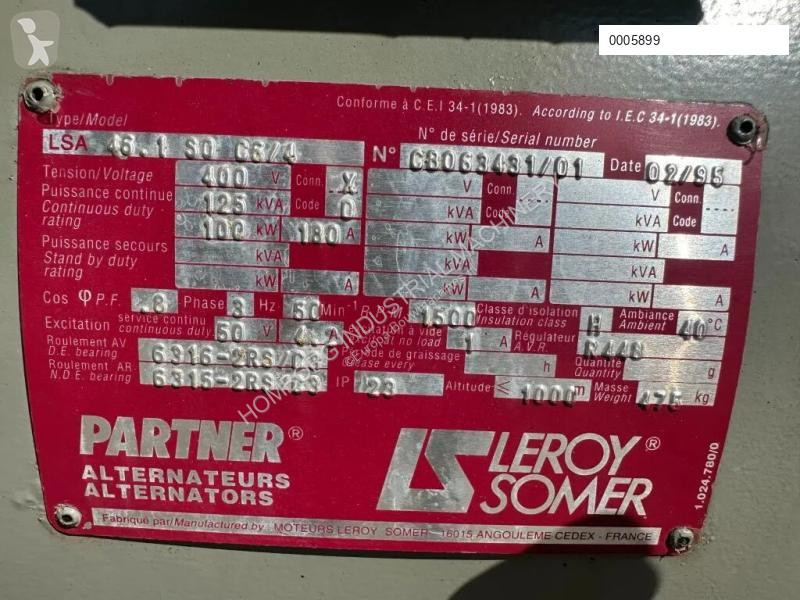 0005899
Conforme à C.E.I 34-1(1983). According to I.E.C 34-1(1983).
Type/Model
LSA 46.1 SO C6/4
N° de série/Serial number
N° C8063431/01 Date 02/95
Tension/Voltage 400 V Conn. X V Conn. V Conn.
Puissance continue
Continuous duty
rating
125 kVA Code 0 kVA Code kVA Code
100 kW 180 A kW A kW A
Puissance secours
Stand by duty
rating
kVA kVA kVA
kW A kW A kW A
Cos φ P.F. .8 Phase 3 Hz 50 Min-1 1500 Classe d'isolation
Insulation class H Ambiance
Ambient 40 °C
Excitation service continu
continuous duty 50 V 1 A Régulateur
A.V.R. R448
à vide
at no load
Roulement AV
D.E. bearing 6316-2RS/C3
de graissage
every h Quantité
Quantity g
Roulement AR
N.D.E. bearing 6315-2RS/C3 IP 23 Altitude ≤ 1000 m Masse
Weight 475 kg
PARTNER®
ALTERNATEURS
ALTERNATORS
LS LEROY®
SOMER
1.024.780/0
Fabriqué par/Manufactured by MOTEURS LEROY SOMER - 16015 ANGOULEME CEDEX - FRANCE
HOMBERG INDUSTRIAL MACHINERY